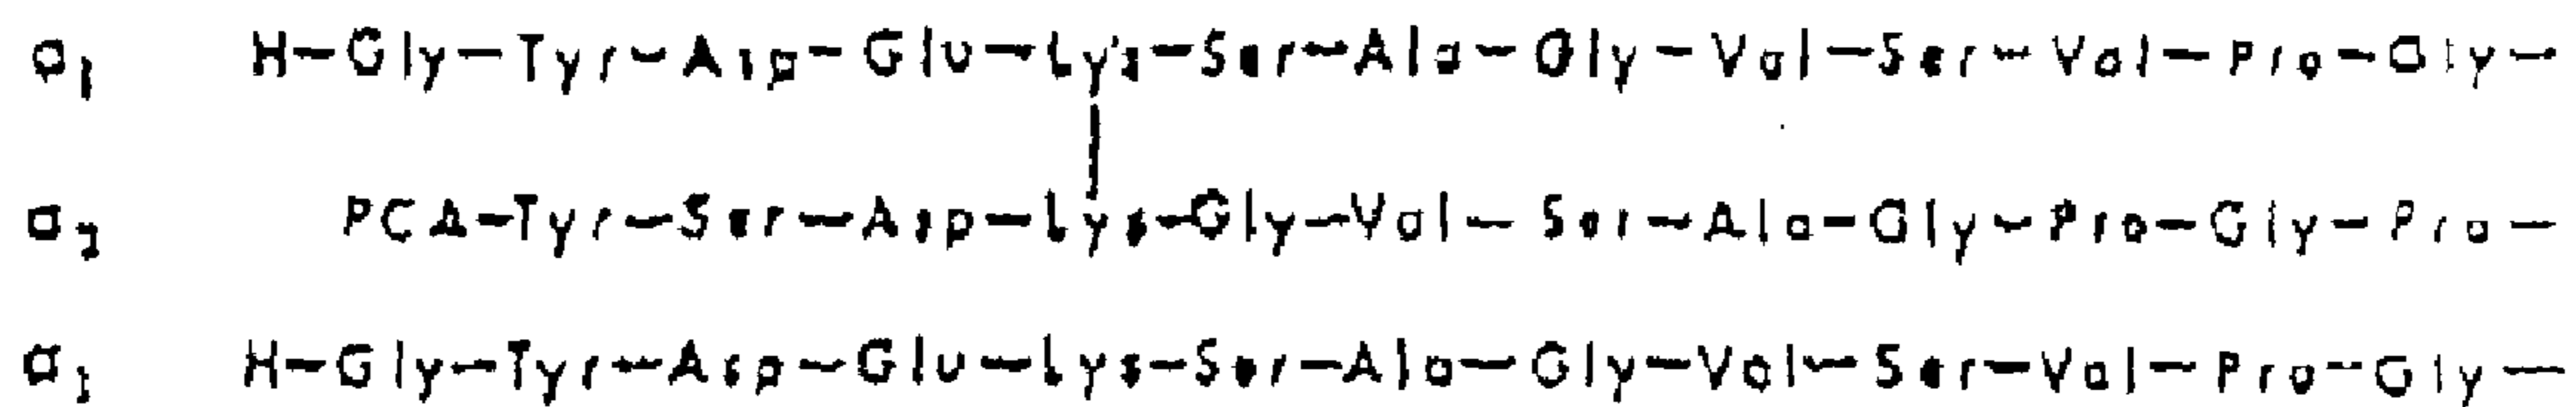 α1 H-Gly-Tyr-Asp-Glu-Lys-Ser-Ala-Gly-Val-Ser-Val-Pro-Gly-
α2 PCA-Tyr-Ser-Asp-Lys-Gly-Val-Ser-Ala-Gly-Pro-Gly-Pro-
α1 H-Gly-Tyr-Asp-Glu-Lys-Ser-Ala-Gly-Val-Ser-Val-Pro-Gly-